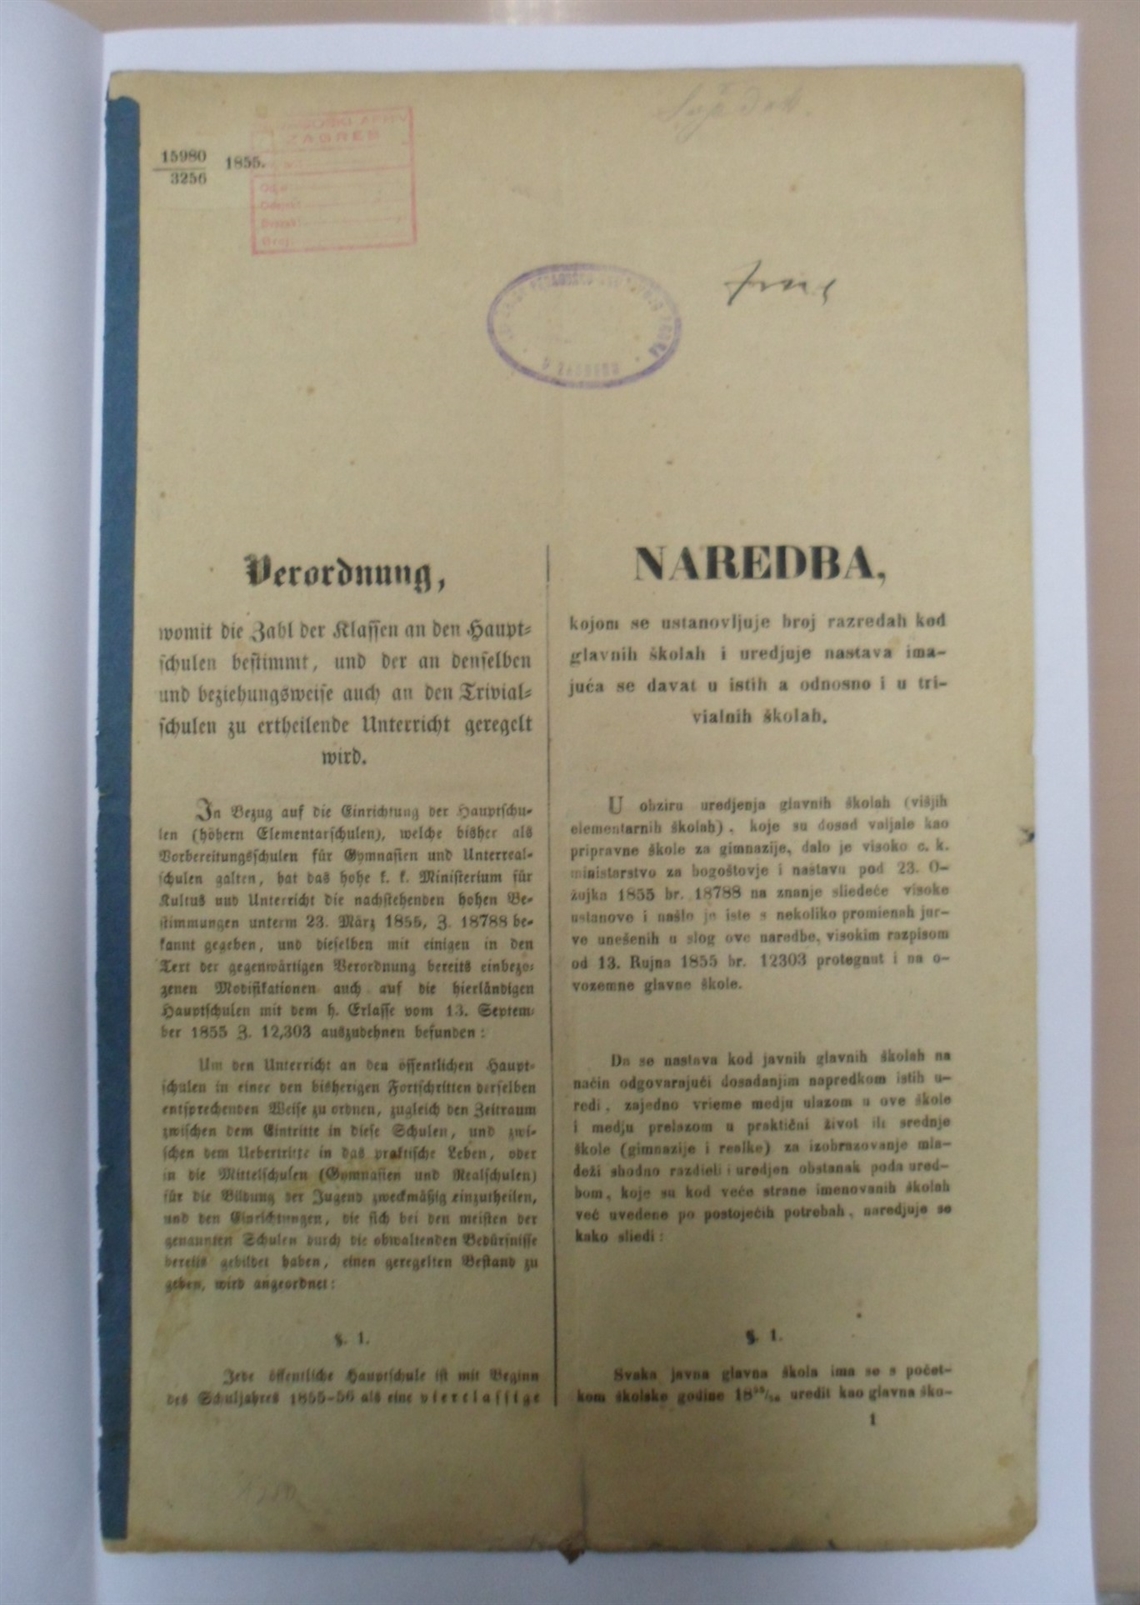 15980
3256
1855.
ZAGREB
Verordnung,
womit die Zahl der Klassen an den Haupt=
schulen bestimmt, und der an denselben
und beziehungsweise auch an den Trivial=
schulen zu ertheilende Unterricht geregelt
wird.
In Bezug auf die Einrichtung der Hauptschu=
len (höhern Elementarschulen), welche bisher als
Vorbereitungsschulen für Gymnasien und Unterreal=
schulen galten, hat das hohe k. k. Ministerium für
Kultus und Unterricht die nachstehenden hohen Be=
stimmungen unterm 23. März 1855, Z. 18788 be=
kannt gegeben, und dieselben mit einigen in den
Text der gegenwärtigen Verordnung bereits einbezo=
zenen Modifikationen auch auf die hierländigen
Hauptschulen mit dem h. Erlasse vom 13. Septem=
ber 1855 Z. 12,303 auszudehnen befunden:
Um den Unterricht an den öffentlichen Haupt=
schulen in einer den bisherigen Fortschritten derselben
entsprechenden Weise zu ordnen, zugleich den Zeitraum
zwischen dem Eintritte in diese Schulen, und zwi=
schen dem Uebertritte in das praktische Leben, oder
in die Mittelschulen (Gymnasien und Realschulen)
für die Bildung der Jugend zweckmäßig einzutheilen,
und den Einrichtungen, die sich bei den meisten der
genannten Schulen durch die obwaltenden Bedürfnisse
bereits gebildet haben, einen geregelten Bestand zu
geben, wird angeordnet:
§. 1.
Jede öffentliche Hauptschule ist mit Beginn
des Schuljahres 1855-56 als eine vierclassige
NAREDBA,
kojom se ustanovljuje broj razredah kod
glavnih školah i uredjuje nastava ima-
juća se davat u istih a odnosno i u tri-
vialnih školah.
U obziru uredjenja glavnih školah (višjih
elementarnih školah), koje su dosad valjale kao
pripravne škole za gimnazije, dalo je visoko c. k.
ministarstvo za bogoštovje i nastavu pod 23. O-
žujka 1855 br. 18788 na znanje sliedeće visoke
ustanove i našlo je iste s nekoliko promienah jur-
ve unešenih u slog ove naredbe, visokim razpisom
od 13. Rujna 1855 br. 12303 protegnut i na o-
vozemne glavne škole.
Da se nastava kod javnih glavnih školah na
način odgovarajući dosadanjim napredkom istih u-
redi, zajedno vrieme medju ulazom u ove škole
i medju prelazom u praktični život ili srednje
škole (gimnazije i realke) za izobrazovanje mla-
deži shodno razdieli i uredjen obstanak poda ured-
bom, koje su kod veće strane imenovanih školah
već uvedene po postojećih potrebah, naredjuje se
kako sliedi:
§. 1.
Svaka javna glavna škola ima se s počet-
kom školske godine 18⁵⁵/₅₆ uredit kao glavna ško-
1